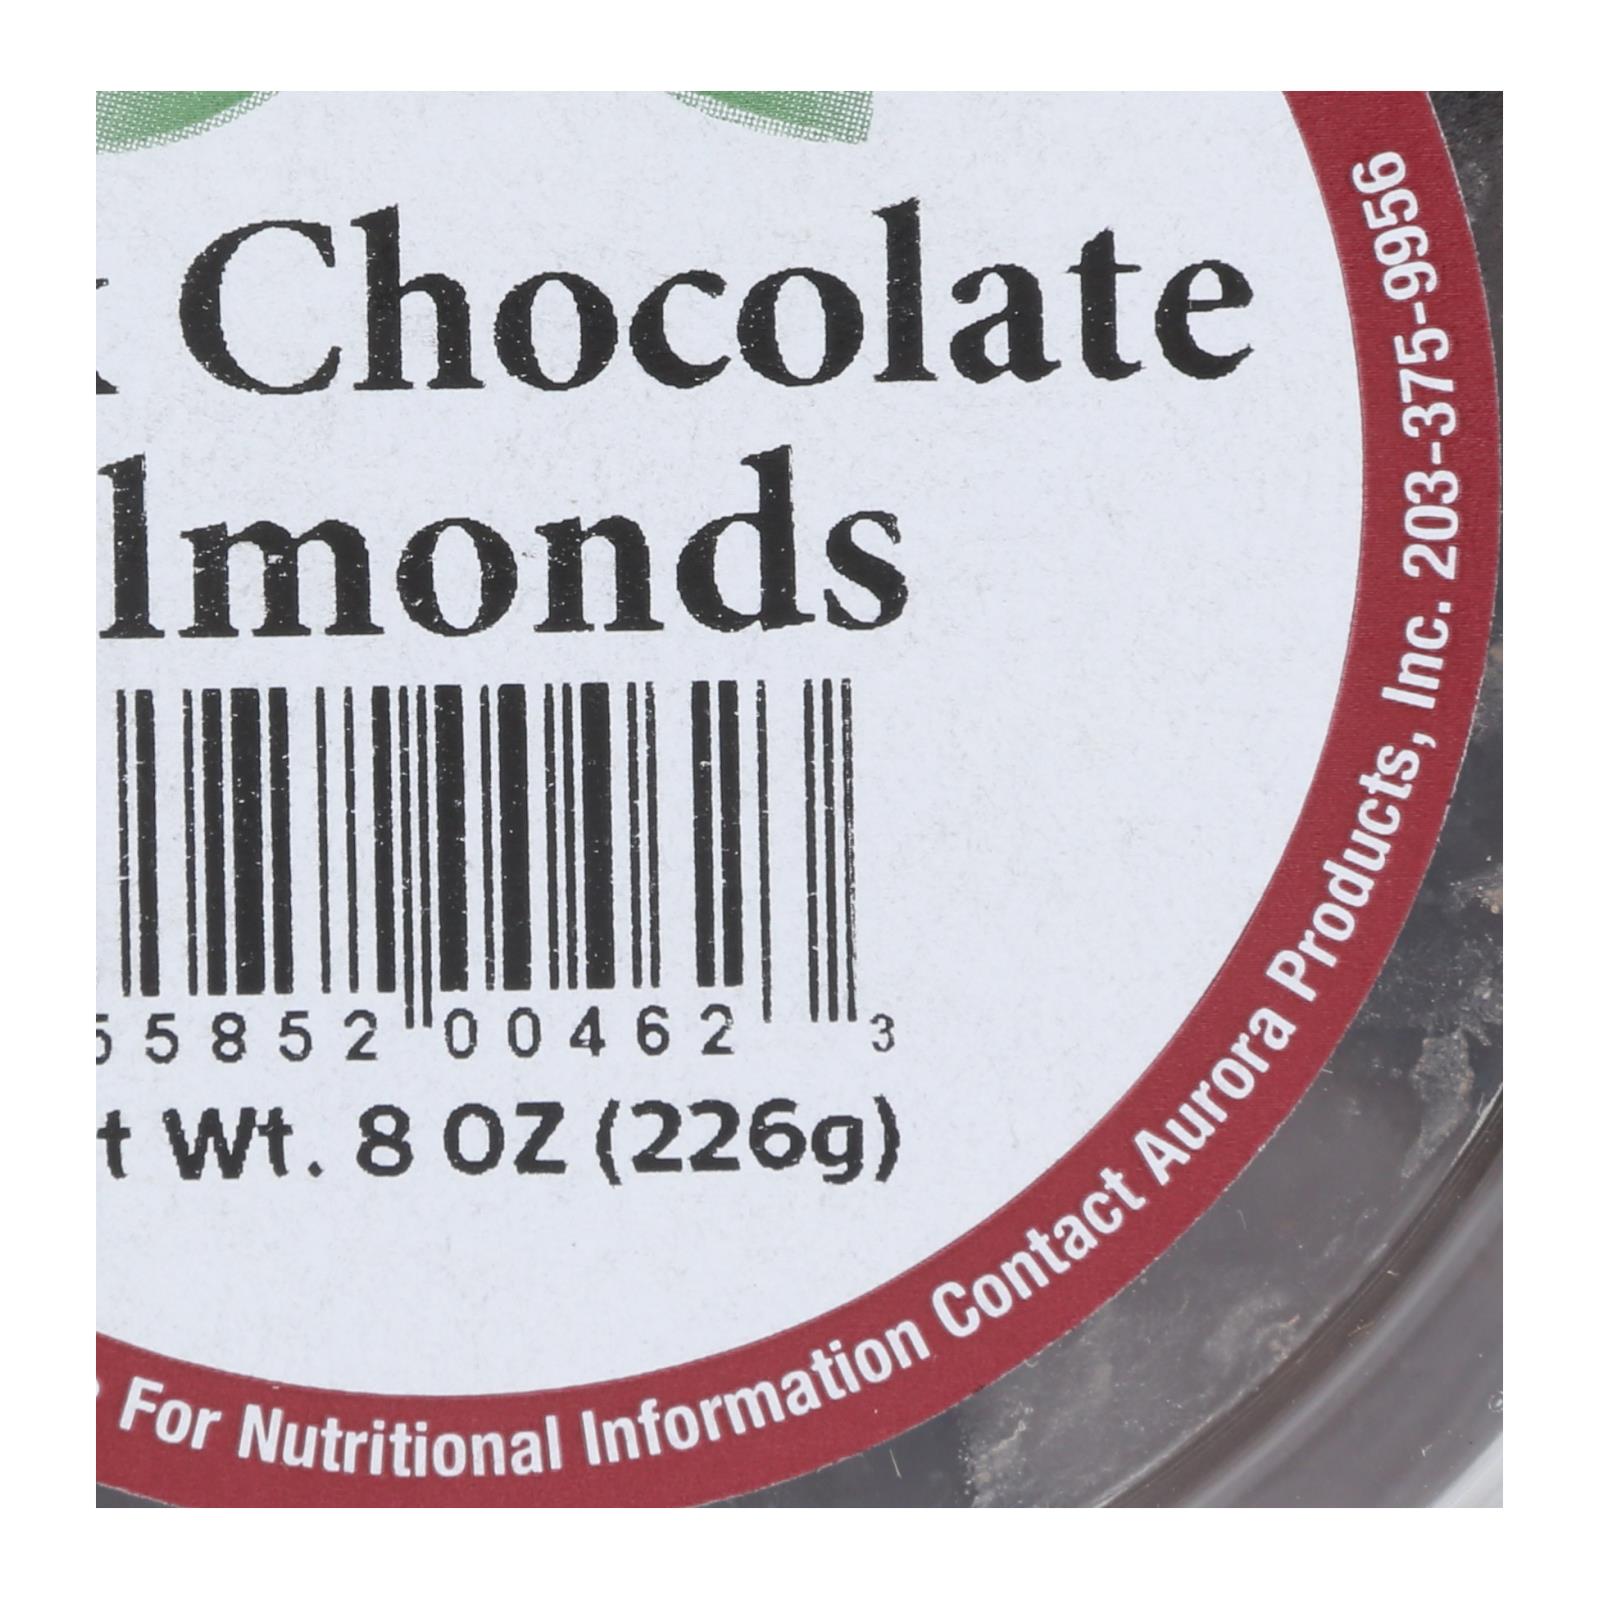 Chocolate
lmonds
5852 00462 3
t Wt. 8 OZ (226g)
For Nutritional Information Contact Aurora Products, Inc. 203-375-9956